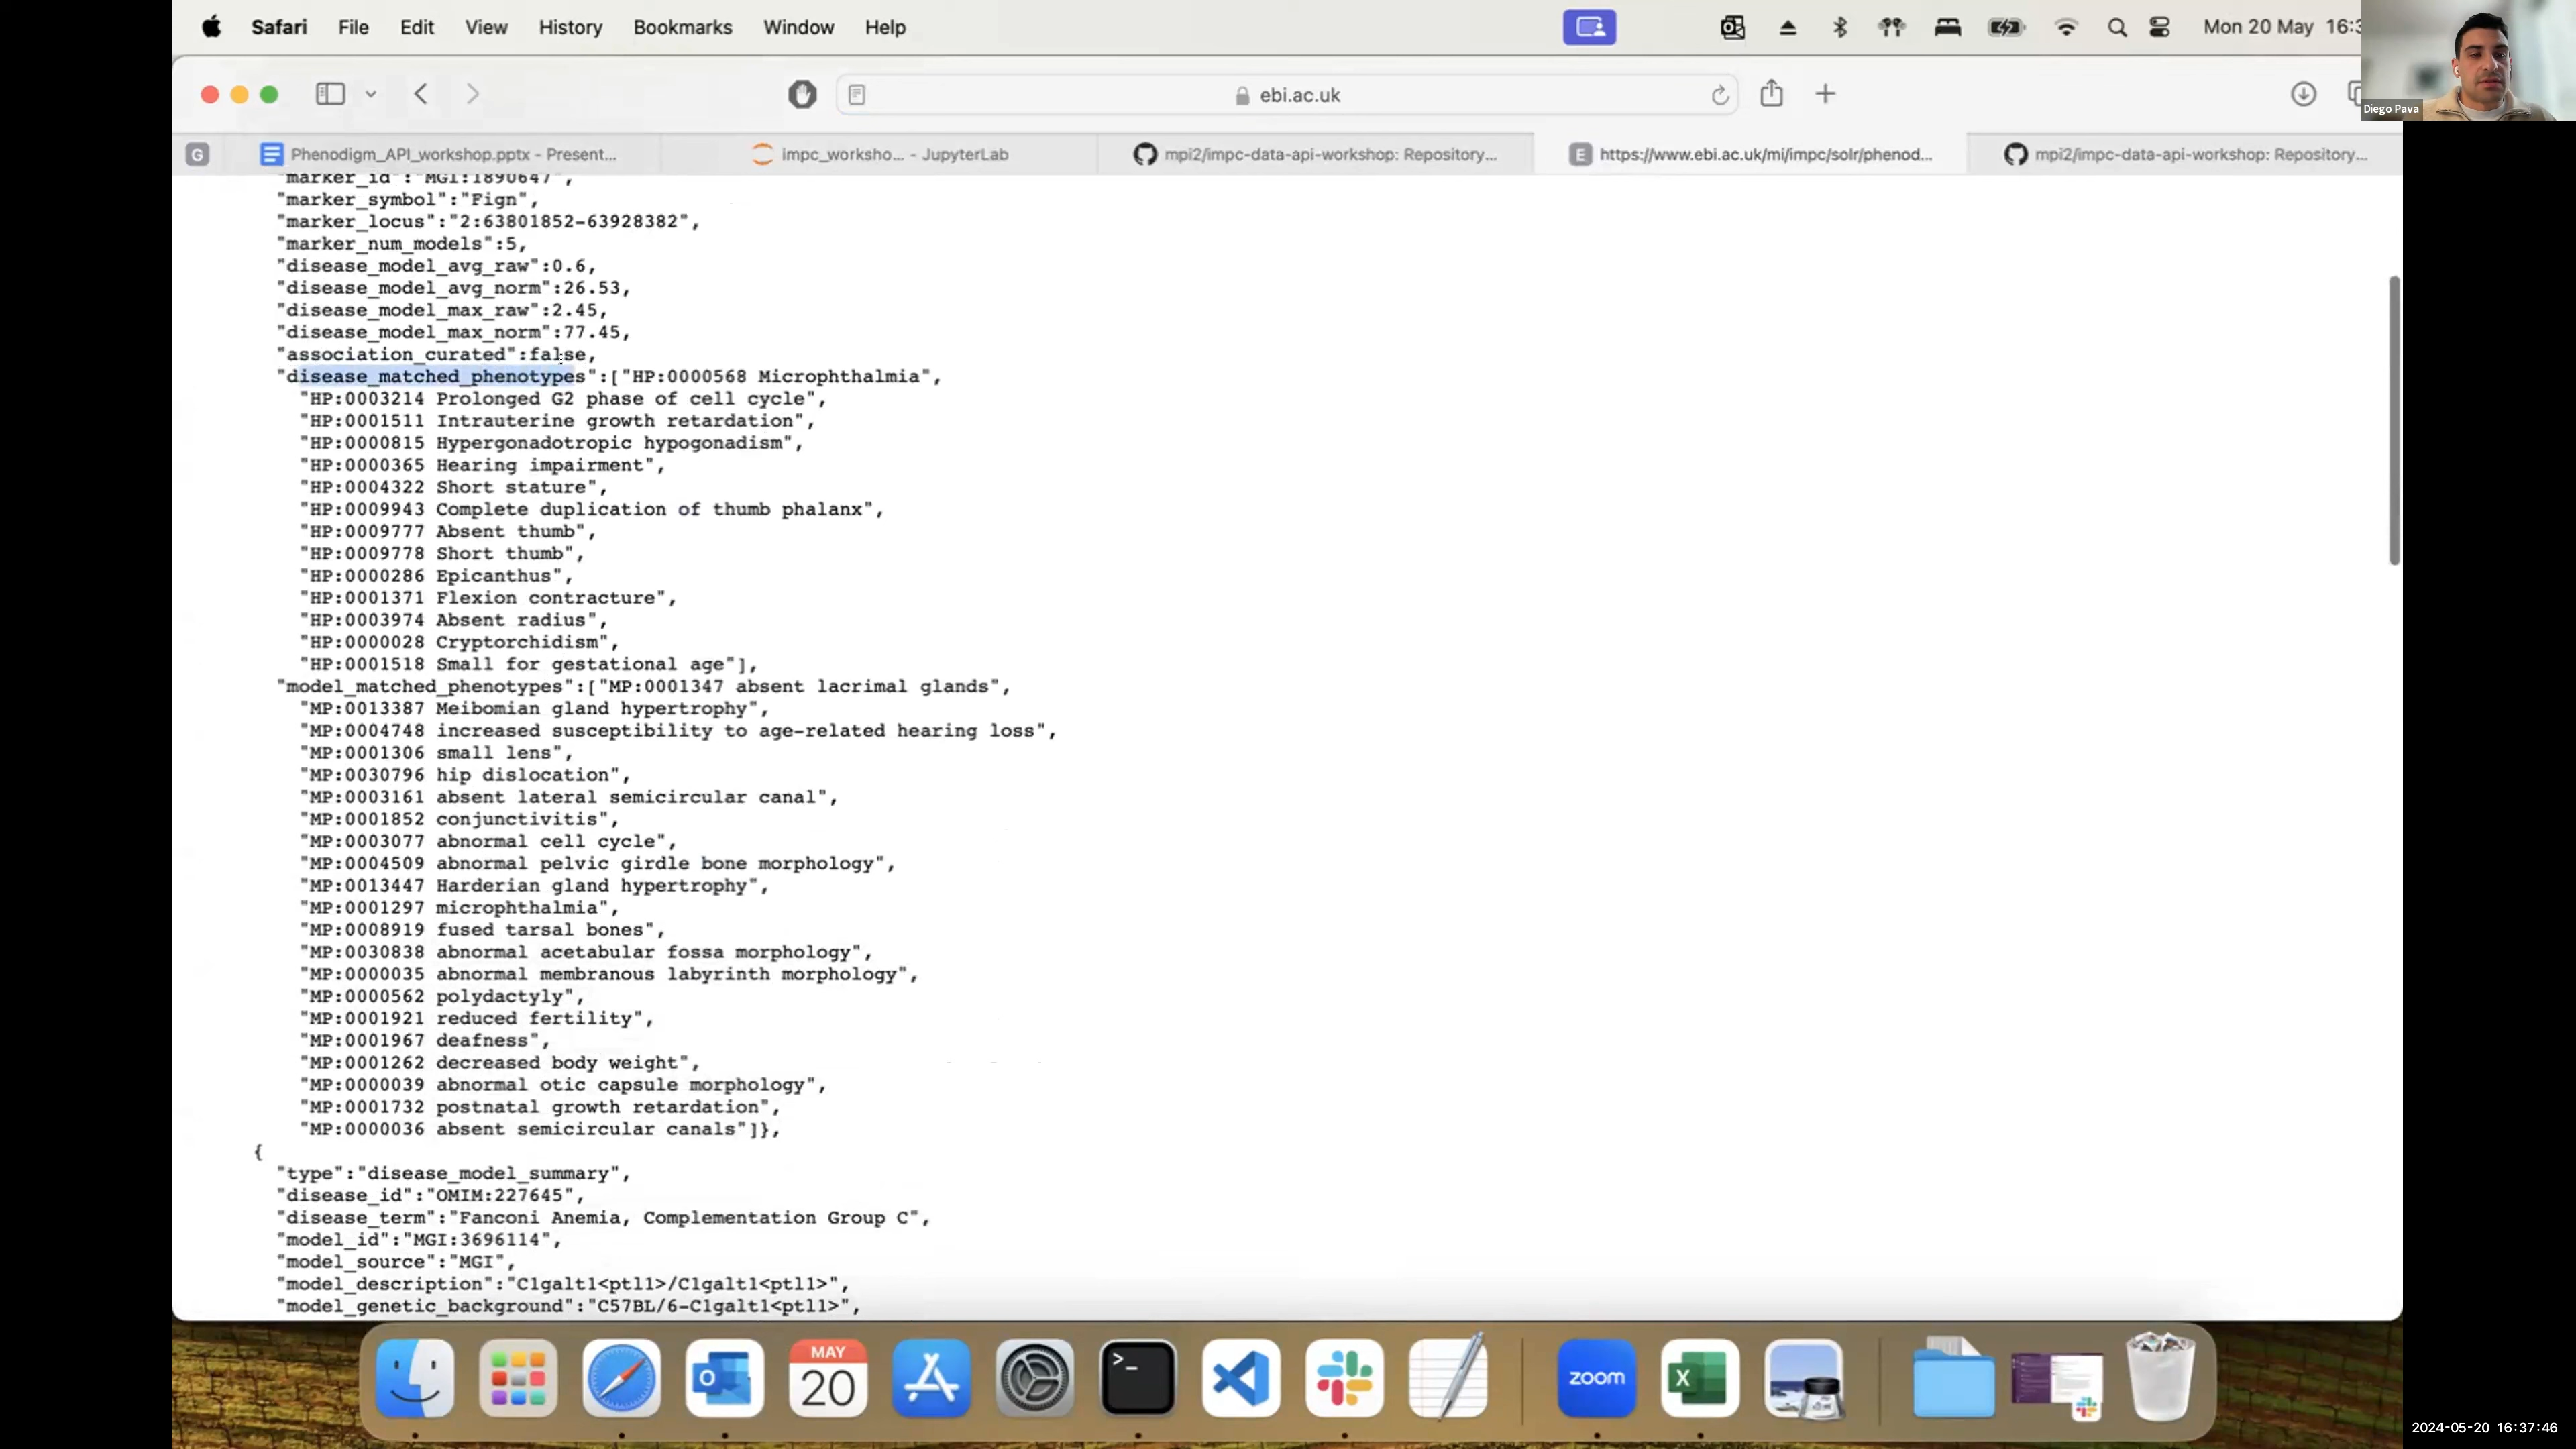 Safari File Edit View History Bookmarks Window Help
Mon 20 May 16:3
ebi.ac.uk
Diego Pava
G
Phenodigm_API_workshop.pptx - Present...
impc_worksho... - JupyterLab
mpi2/impc-data-api-workshop: Repository...
E https://www.ebi.ac.uk/mi/impc/solr/phenod...
mpi2/impc-data-api-workshop: Repository...
"marker_id":"MGI:1890647",
"marker_symbol":"Fign",
"marker_locus":"2:63801852-63928382",
"marker_num_models":5,
"disease_model_avg_raw":0.6,
"disease_model_avg_norm":26.53,
"disease_model_max_raw":2.45,
"disease_model_max_norm":77.45,
"association_curated":false,
"disease_matched_phenotypes":["HP:0000568 Microphthalmia",
"HP:0003214 Prolonged G2 phase of cell cycle",
"HP:0001511 Intrauterine growth retardation",
"HP:0000815 Hypergonadotropic hypogonadism",
"HP:0000365 Hearing impairment",
"HP:0004322 Short stature",
"HP:0009943 Complete duplication of thumb phalanx",
"HP:0009777 Absent thumb",
"HP:0009778 Short thumb",
"HP:0000286 Epicanthus",
"HP:0001371 Flexion contracture",
"HP:0003974 Absent radius",
"HP:0000028 Cryptorchidism",
"HP:0001518 Small for gestational age"],
"model_matched_phenotypes":["MP:0001347 absent lacrimal glands",
"MP:0013387 Meibomian gland hypertrophy",
"MP:0004748 increased susceptibility to age-related hearing loss",
"MP:0001306 small lens",
"MP:0030796 hip dislocation",
"MP:0003161 absent lateral semicircular canal",
"MP:0001852 conjunctivitis",
"MP:0003077 abnormal cell cycle",
"MP:0004509 abnormal pelvic girdle bone morphology",
"MP:0013447 Harderian gland hypertrophy",
"MP:0001297 microphthalmia",
"MP:0008919 fused tarsal bones",
"MP:0030838 abnormal acetabular fossa morphology",
"MP:0000035 abnormal membranous labyrinth morphology",
"MP:0000562 polydactyly",
"MP:0001921 reduced fertility",
"MP:0001967 deafness",
"MP:0001262 decreased body weight",
"MP:0000039 abnormal otic capsule morphology",
"MP:0001732 postnatal growth retardation",
"MP:0000036 absent semicircular canals"]},
{
"type":"disease_model_summary",
"disease_id":"OMIM:227645",
"disease_term":"Fanconi Anemia, Complementation Group C",
"model_id":"MGI:3696114",
"model_source":"MGI",
"model_description":"C1galt1<ptl1>/C1galt1<ptl1>",
"model_genetic_background":"C57BL/6-C1galt1<ptl1>",
MAY
20
zoom
2024-05-20 16:37:46